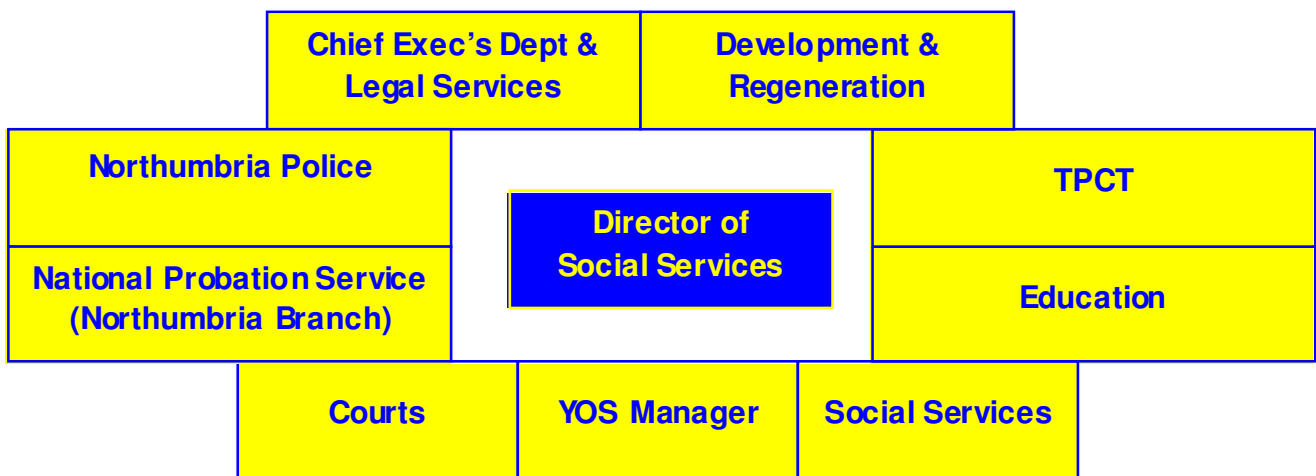 Chief Exec's Dept &
Legal Services
Development &
Regeneration
Northumbria Police
TPCT
Director of
Social Services
National Probation Service
(Northumbria Branch)
Education
Courts
YOS Manager
Social Services